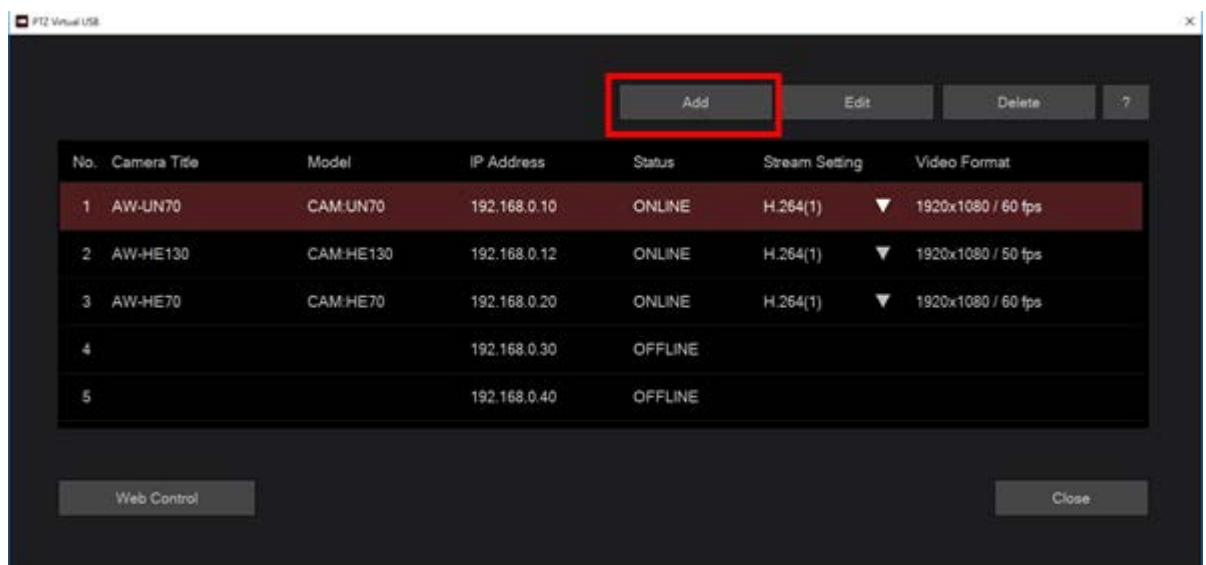 PTZ Virtual USB
Add Edit Delete ?
No. Camera Title Model IP Address Status Stream Setting Video Format
1 AW-UN70 CAM:UN70 192.168.0.10 ONLINE H.264(1) ▼ 1920x1080 / 60 fps
2 AW-HE130 CAM:HE130 192.168.0.12 ONLINE H.264(1) ▼ 1920x1080 / 50 fps
3 AW-HE70 CAM:HE70 192.168.0.20 ONLINE H.264(1) ▼ 1920x1080 / 60 fps
4 192.168.0.30 OFFLINE
5 192.168.0.40 OFFLINE
Web Control Close